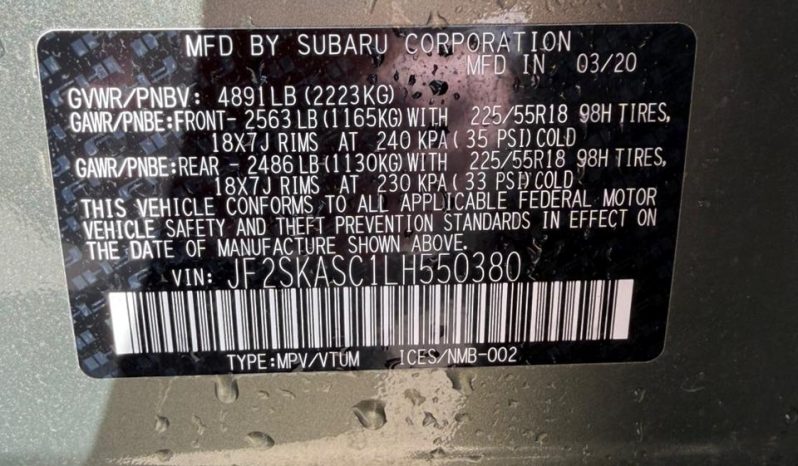 MFD BY SUBARU CORPORATION
MFD IN 03/20
GVWR/PNBV: 4891LB (2223KG)
GAWR/PNBE:FRONT- 2563 LB (1165KG) WITH 225/55R18 98H TIRES,
18X7J RIMS AT 240 KPA ( 35 PSI) COLD
GAWR/PNBE:REAR - 2486 LB (1130KG) WITH 225/55R18 98H TIRES,
18X7J RIMS AT 230 KPA ( 33 PSI) COLD
THIS VEHICLE CONFORMS TO ALL APPLICABLE FEDERAL MOTOR
VEHICLE SAFETY AND THEFT PREVENTION STANDARDS IN EFFECT ON
THE DATE OF MANUFACTURE SHOWN ABOVE.
VIN: JF2SKASC1LH550380
TYPE:MPV/VTUM ICES/NMB-002